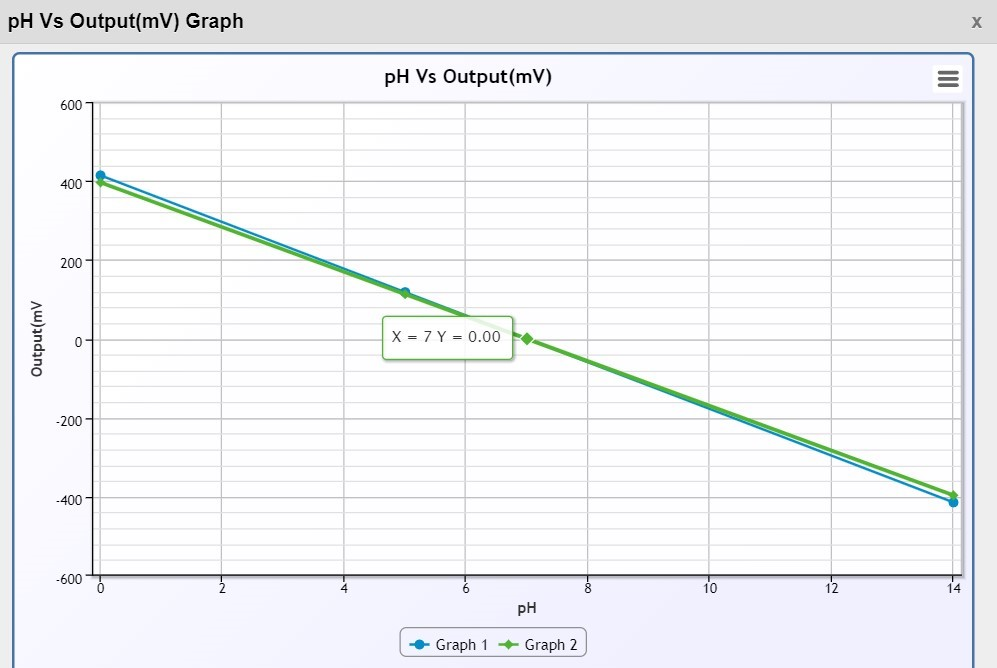 pH Vs Output(mV) Graph
x
pH Vs Output(mV)
600
400
200
0
-200
-400
-600
Output(mV
X = 7 Y = 0.00
0 2 4 6 8 10 12 14
pH
Graph 1 Graph 2